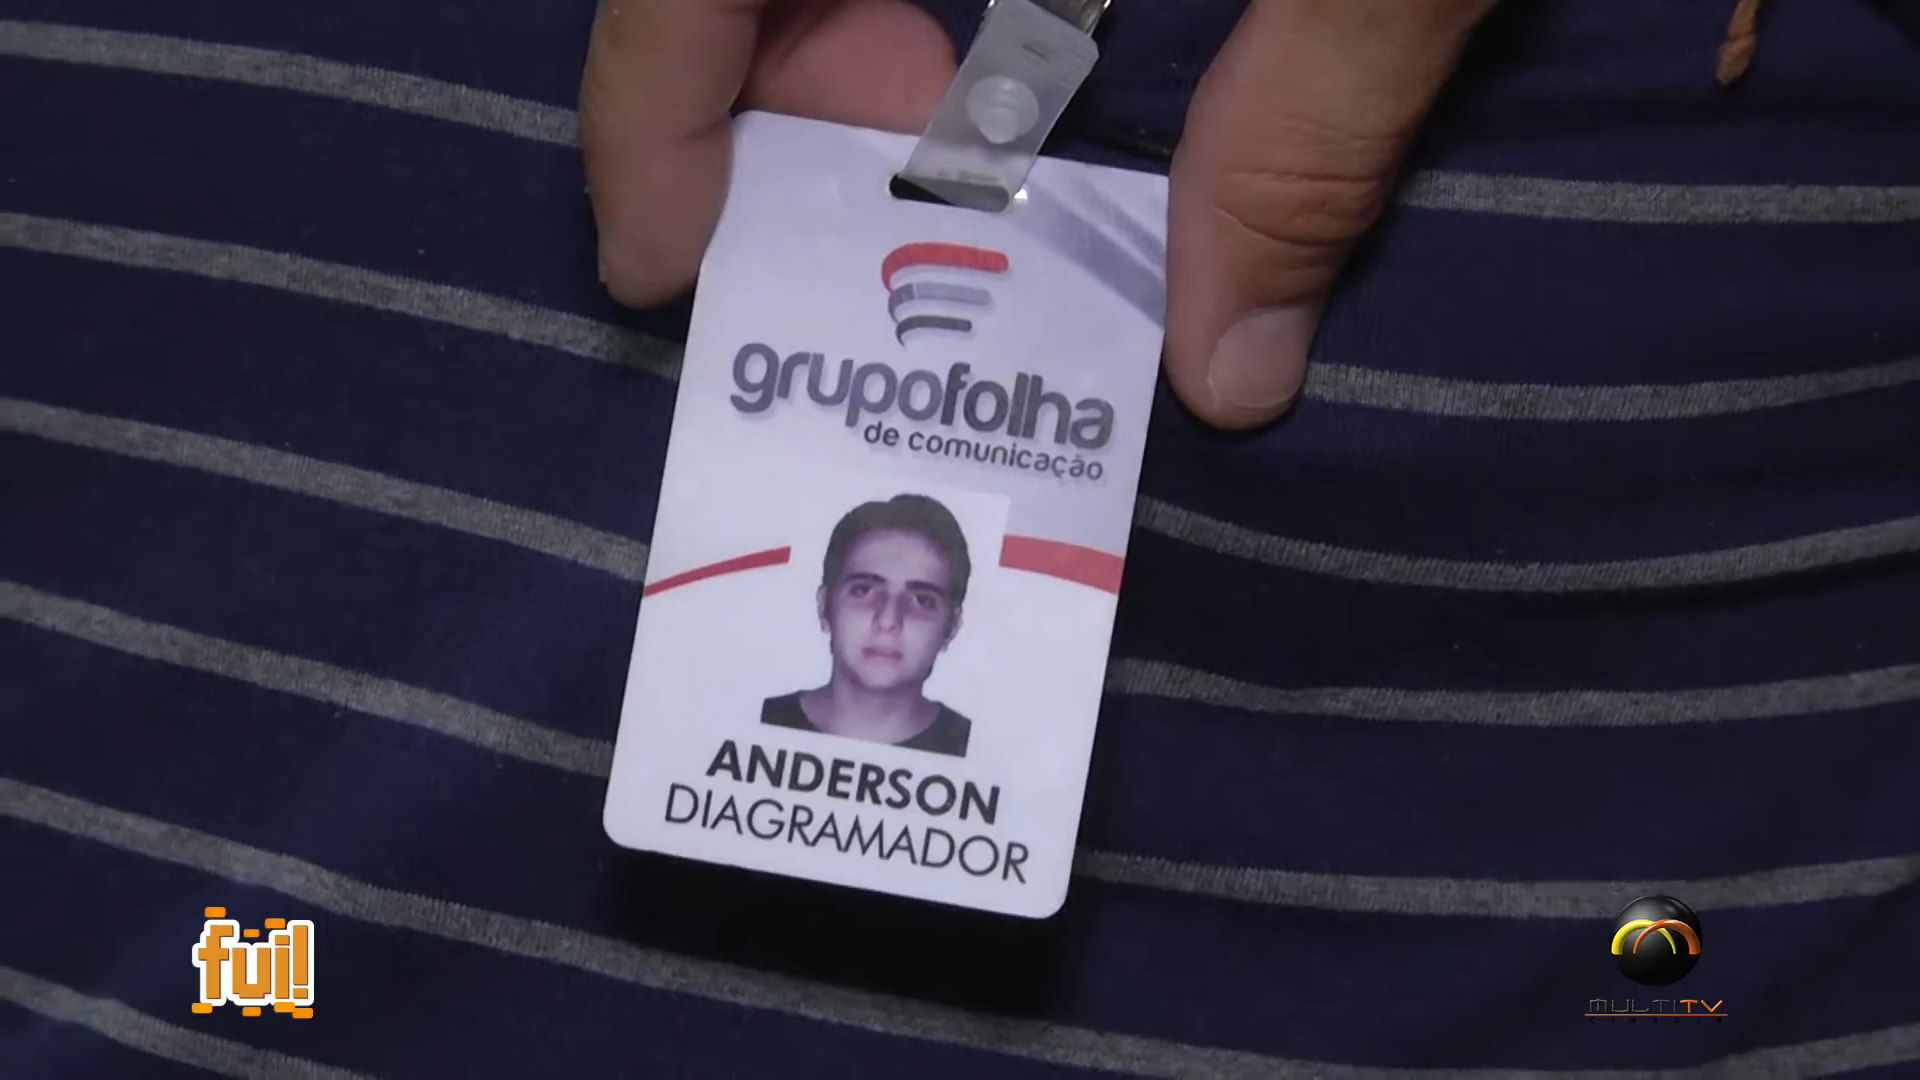 grupofolha
de comunicação
ANDERSON
DIAGRAMADOR
fui!
MULTITV